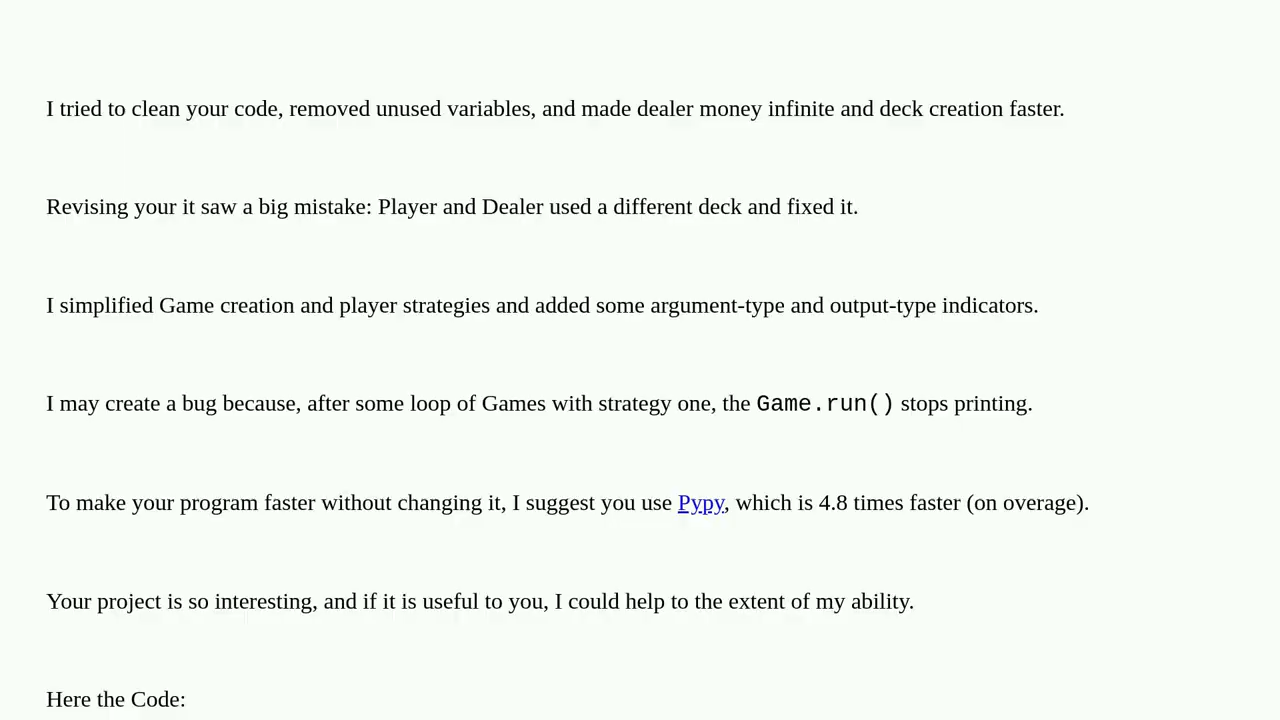 I tried to clean your code, removed unused variables, and made dealer money infinite and deck creation faster.
Revising your it saw a big mistake: Player and Dealer used a different deck and fixed it.
I simplified Game creation and player strategies and added some argument-type and output-type indicators.
I may create a bug because, after some loop of Games with strategy one, the Game.run() stops printing.
To make your program faster without changing it, I suggest you use Pypy, which is 4.8 times faster (on overage).
Your project is so interesting, and if it is useful to you, I could help to the extent of my ability.
Here the Code: